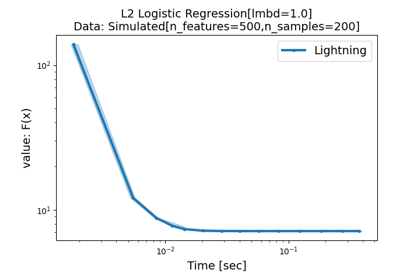 L2 Logistic Regression[lmbd=1.0]
Data: Simulated[n_features=500,n_samples=200]
Lightning
value: F(x)
10²
10¹
10⁻²
10⁻¹
Time [sec]